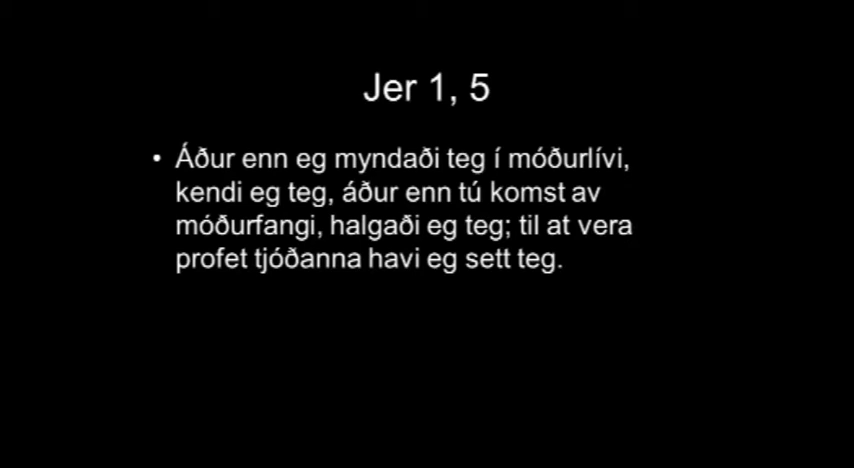 Jer 1, 5
• Áður enn eg myndaði teg í móðurlívi,
kendi eg teg, áður enn tú komst av
móðurfangi, halgaði eg teg; til at vera
profet tjóðanna havi eg sett teg.